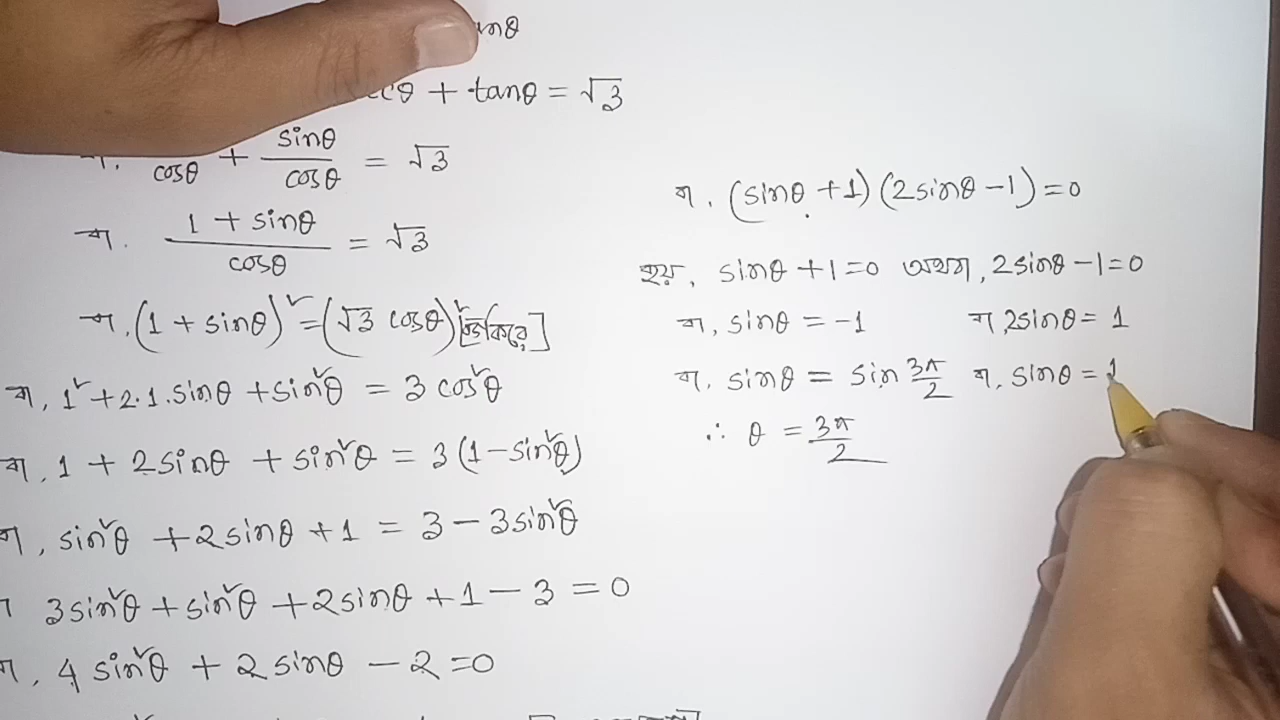 nθ
ecθ + tanθ = √3
বা, /cosθ + sinθ/cosθ = √3
বা, (1 + sinθ)/cosθ = √3
বা, (1 + sinθ)² = (√3 cosθ)² [বর্গ করে]
বা, 1² + 2.1.sinθ + sin²θ = 3 cos²θ
বা, 1 + 2sinθ + sin²θ = 3(1-sin²θ)
বা, sin²θ + 2sinθ + 1 = 3 - 3sin²θ
3sin²θ + sin²θ + 2sinθ + 1 - 3 = 0
বা, 4 sin²θ + 2 sinθ - 2 = 0
বা, (sinθ + 1)(2sinθ - 1) = 0
হয়, sinθ + 1 = 0 অথবা, 2sinθ - 1 = 0
বা, sinθ = -1 বা, 2sinθ = 1
বা, sinθ = sin 3π/2 বা, sinθ = 1
∴ θ = 3π/2